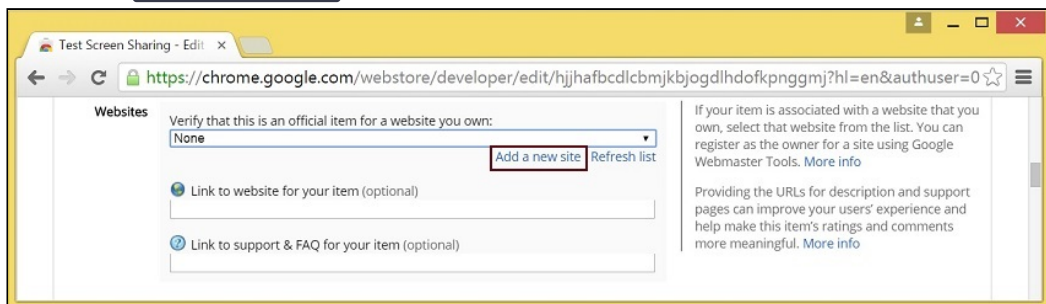 Test Screen Sharing - Edit
https://chrome.google.com/webstore/developer/edit/hjjhafbcdlcbmjkbjogdlhdofkpnggmj?hl=en&authuser=0
Websites
Verify that this is an official item for a website you own:
None
Add a new site Refresh list
Link to website for your item (optional)
Link to support & FAQ for your item (optional)
If your item is associated with a website that you
own, select that website from the list. You can
register as the owner for a site using Google
Webmaster Tools. More info
Providing the URLs for description and support
pages can improve your users' experience and
help make this item's ratings and comments
more meaningful. More info